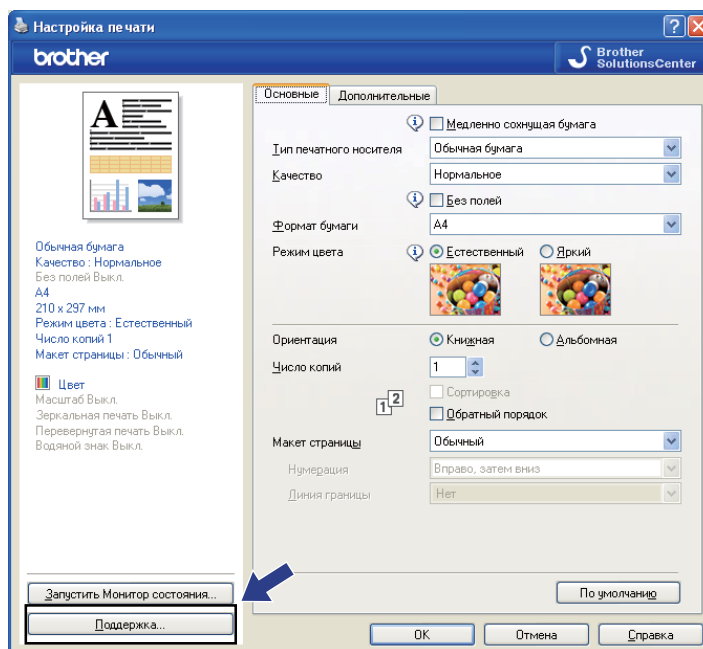 Настройка печати
brother
Brother
SolutionsCenter
A
Обычная бумага
Качество : Нормальное
Без полей Выкл.
A4
210 x 297 мм
Режим цвета : Естественный
Число копий 1
Макет страницы : Обычный
Цвет
Масштаб Выкл.
Зеркальная печать Выкл.
Перевернутая печать Выкл.
Водяной знак Выкл.
Запустить Монитор состояния...
Поддержка...
Основные Дополнительные
Медленно сохнущая бумага
Тип печатного носителя Обычная бумага
Качество Нормальное
Без полей
Формат бумаги A4
Режим цвета Естественный Яркий
Ориентация Книжная Альбомная
Число копий 1
Сортировка
1 2
Обратный порядок
Макет страницы Обычный
Нумерация Вправо, затем вниз
Линия границы Нет
По умолчанию
OK Отмена Справка